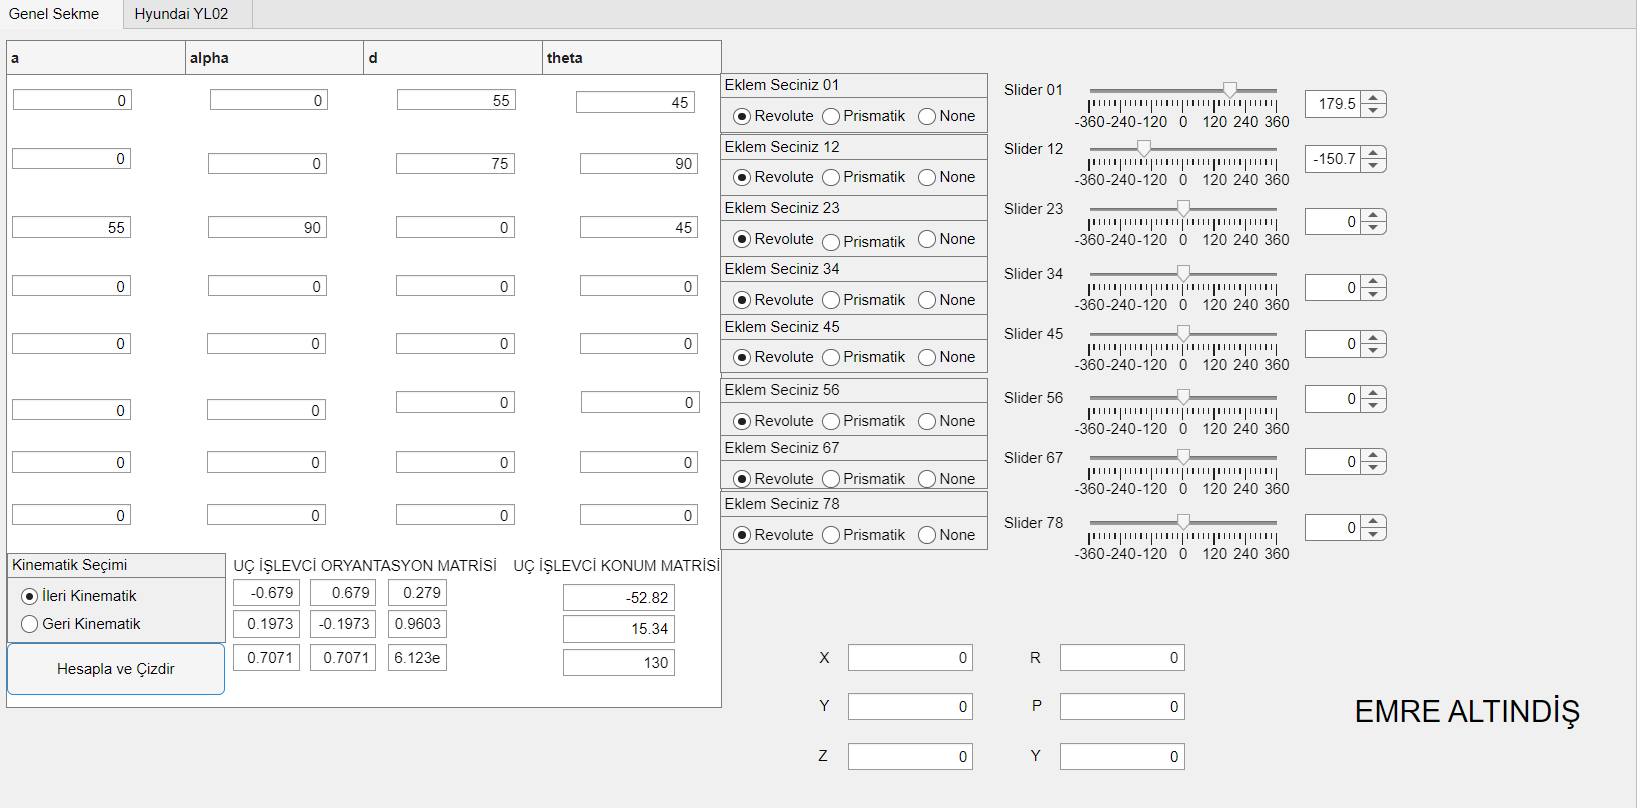 Genel Sekme Hyundai YL02
a alpha d theta
0 0 55 45
Eklem Seciniz 01
Revolute Prismatik None
Slider 01
-360 -240 -120 0 120 240 360
179.5
0 0 75 90
Eklem Seciniz 12
Revolute Prismatik None
Slider 12
-360 -240 -120 0 120 240 360
-150.7
55 90 0 45
Eklem Seciniz 23
Revolute Prismatik None
Slider 23
-360 -240 -120 0 120 240 360
0
0 0 0 0
Eklem Seciniz 34
Revolute Prismatik None
Slider 34
-360 -240 -120 0 120 240 360
0
0 0 0 0
Eklem Seciniz 45
Revolute Prismatik None
Slider 45
-360 -240 -120 0 120 240 360
0
0 0 0 0
Eklem Seciniz 56
Revolute Prismatik None
Slider 56
-360 -240 -120 0 120 240 360
0
0 0 0 0
Eklem Seciniz 67
Revolute Prismatik None
Slider 67
-360 -240 -120 0 120 240 360
0
0 0 0 0
Eklem Seciniz 78
Revolute Prismatik None
Slider 78
-360 -240 -120 0 120 240 360
0
Kinematik Seçimi
İleri Kinematik
Geri Kinematik
Hesapla ve Çizdir
UÇ İŞLEVCİ ORYANTASYON MATRİSİ
-0.679 0.679 0.279
0.1973 -0.1973 0.9603
0.7071 0.7071 6.123e
UÇ İŞLEVCİ KONUM MATRİSİ
-52.82
15.34
130
X 0 R 0
Y 0 P 0
Z 0 Y 0
EMRE ALTINDİŞ